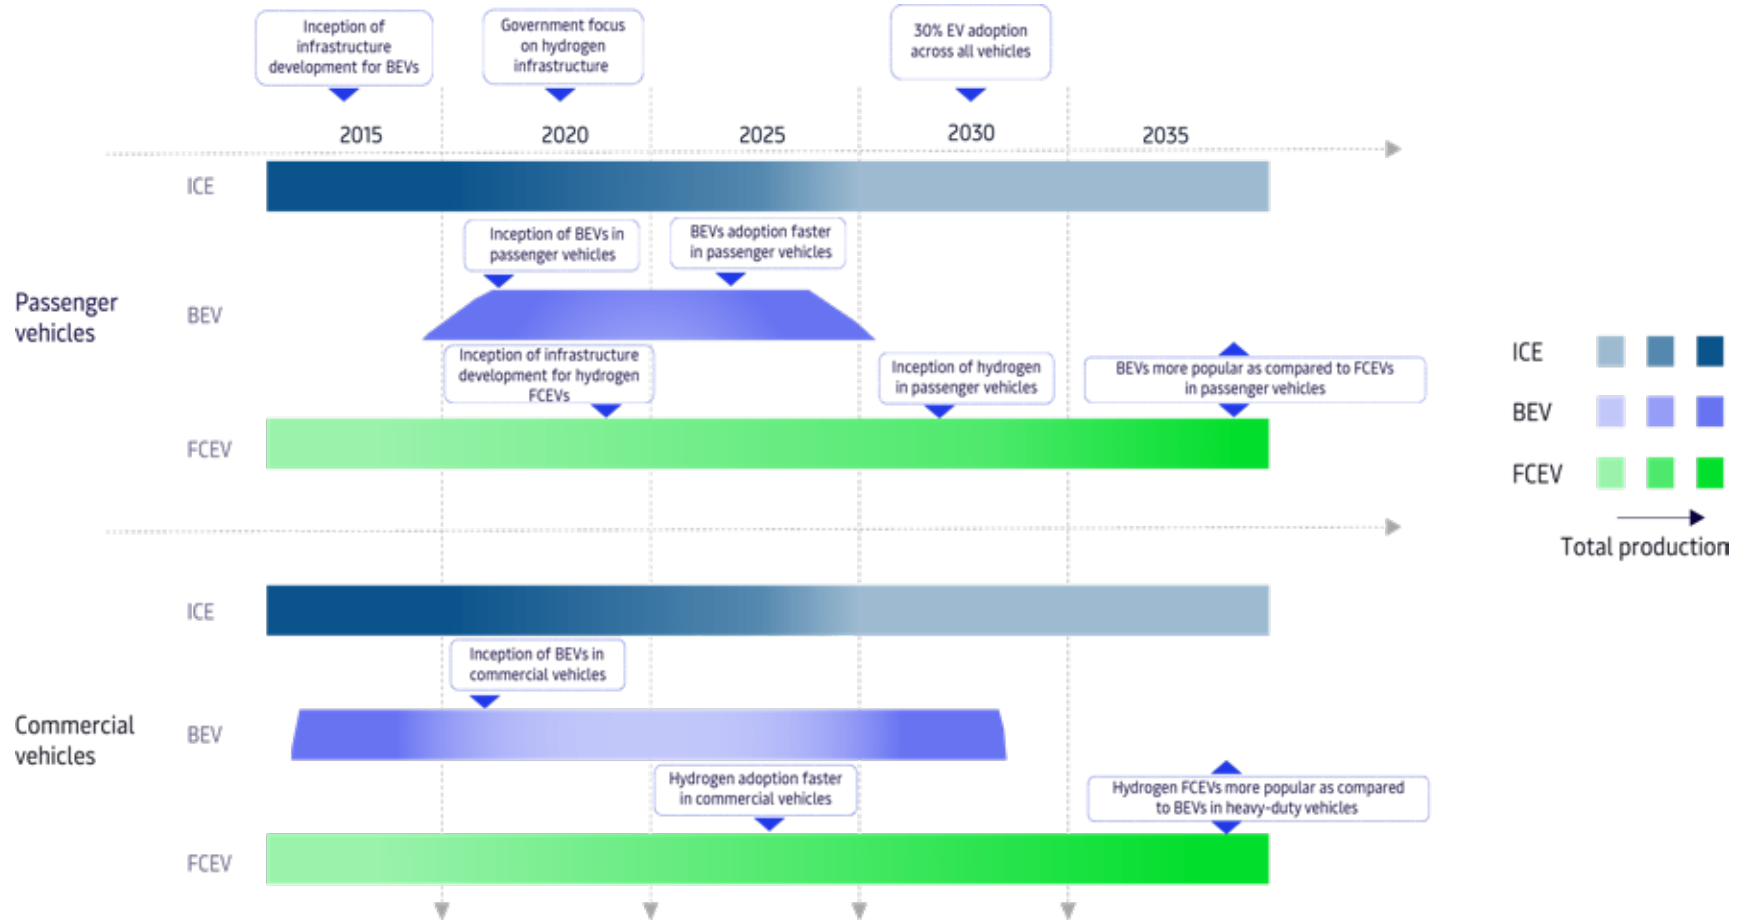 Inception of
infrastructure
development for BEVs
Government focus
on hydrogen
infrastructure
30% EV adoption
across all vehicles
2015
2020
2025
2030
2035
ICE
Inception of BEVs in
passenger vehicles
BEVs adoption faster
in passenger vehicles
Passenger
vehicles
BEV
Inception of infrastructure
development for hydrogen
FCEVs
Inception of hydrogen
in passenger vehicles
BEVs more popular as compared to FCEVs
in passenger vehicles
FCEV
ICE
BEV
FCEV
Total production
ICE
Inception of BEVs in
commercial vehicles
Commercial
vehicles
BEV
Hydrogen adoption faster
in commercial vehicles
Hydrogen FCEVs more popular as compared
to BEVs in heavy-duty vehicles
FCEV